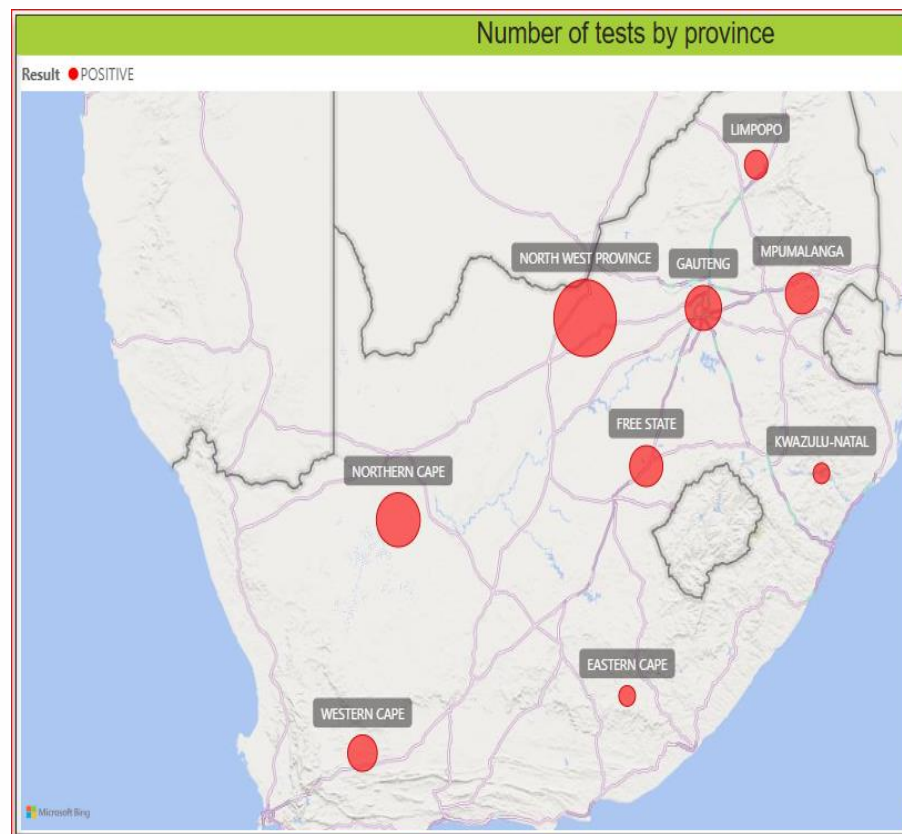 Number of tests by province
Result POSITIVE
LIMPOPO
NORTH WEST PROVINCE
GAUTENG
MPUMALANGA
FREE STATE
KWAZULU-NATAL
NORTHERN CAPE
EASTERN CAPE
WESTERN CAPE
Microsoft Bing